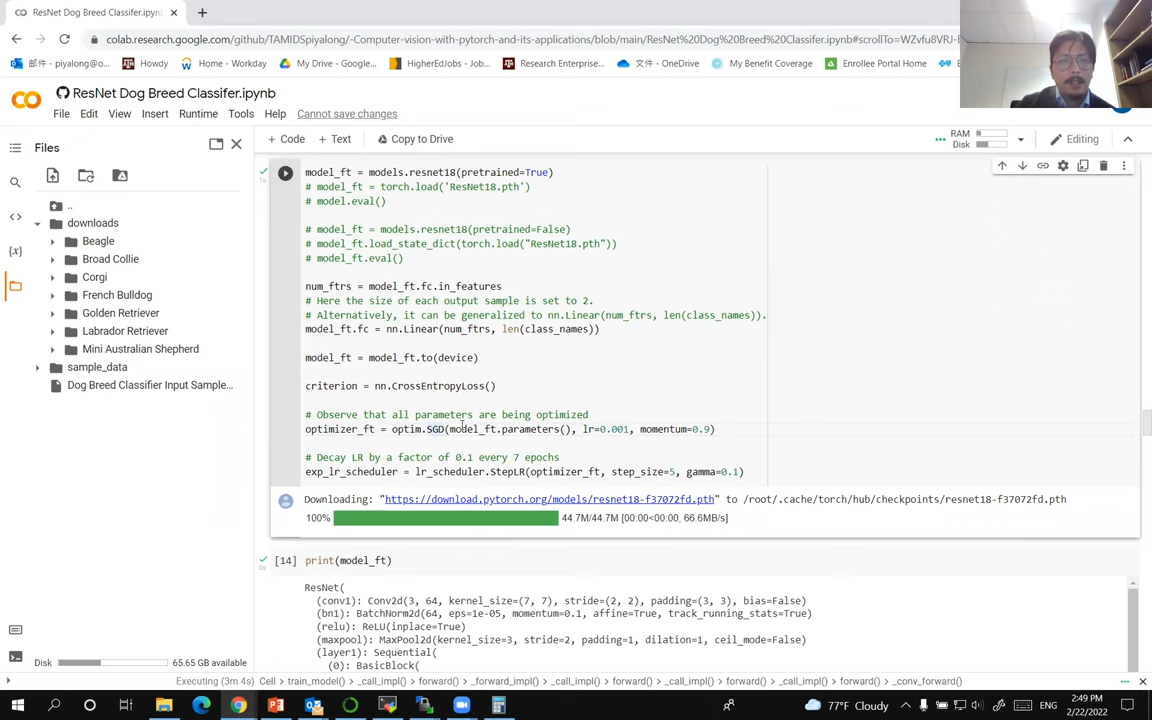 ResNet Dog Breed Classifer.ipynb
colab.research.google.com/github/TAMIDSpiyalong/-Computer-vision-with-pytorch-and-its-applications/blob/main/ResNet%20Dog%20Breed%20Classifer.ipynb#scrollTo=WZvfu8VRJ-
邮件 - piyalong@o... Howdy Home - Workday My Drive - Google... HigherEdJobs - Job... Research Enterprise... 文件 - OneDrive My Benefit Coverage Enrollee Portal Home
ResNet Dog Breed Classifer.ipynb
File Edit View Insert Runtime Tools Help Cannot save changes
Files
+ Code + Text Copy to Drive
RAM
Disk
Editing
..
downloads
Beagle
Broad Collie
Corgi
French Bulldog
Golden Retriever
Labrador Retriever
Mini Australian Shepherd
sample_data
Dog Breed Classifier Input Sample...
Disk 65.65 GB available
1s
model_ft = models.resnet18(pretrained=True)
# model_ft = torch.load('ResNet18.pth')
# model.eval()
# model_ft = models.resnet18(pretrained=False)
# model_ft.load_state_dict(torch.load("ResNet18.pth"))
# model_ft.eval()
num_ftrs = model_ft.fc.in_features
# Here the size of each output sample is set to 2.
# Alternatively, it can be generalized to nn.Linear(num_ftrs, len(class_names)).
model_ft.fc = nn.Linear(num_ftrs, len(class_names))
model_ft = model_ft.to(device)
criterion = nn.CrossEntropyLoss()
# Observe that all parameters are being optimized
optimizer_ft = optim.SGD(model_ft.parameters(), lr=0.001, momentum=0.9)
# Decay LR by a factor of 0.1 every 7 epochs
exp_lr_scheduler = lr_scheduler.StepLR(optimizer_ft, step_size=5, gamma=0.1)
Downloading: "https://download.pytorch.org/models/resnet18-f37072fd.pth" to /root/.cache/torch/hub/checkpoints/resnet18-f37072fd.pth
100% 44.7M/44.7M [00:00<00:00, 66.6MB/s]
0s
[14] print(model_ft)
ResNet(
(conv1): Conv2d(3, 64, kernel_size=(7, 7), stride=(2, 2), padding=(3, 3), bias=False)
(bn1): BatchNorm2d(64, eps=1e-05, momentum=0.1, affine=True, track_running_stats=True)
(relu): ReLU(inplace=True)
(maxpool): MaxPool2d(kernel_size=3, stride=2, padding=1, dilation=1, ceil_mode=False)
(layer1): Sequential(
(0): BasicBlock(
Executing (3m 4s) Cell > train_model() > _call_impl() > forward() > _forward_impl() > _call_impl() > forward() > _call_impl() > forward() > _call_impl() > forward() > _conv_forward()
77°F Cloudy
ENG
2:49 PM
2/22/2022